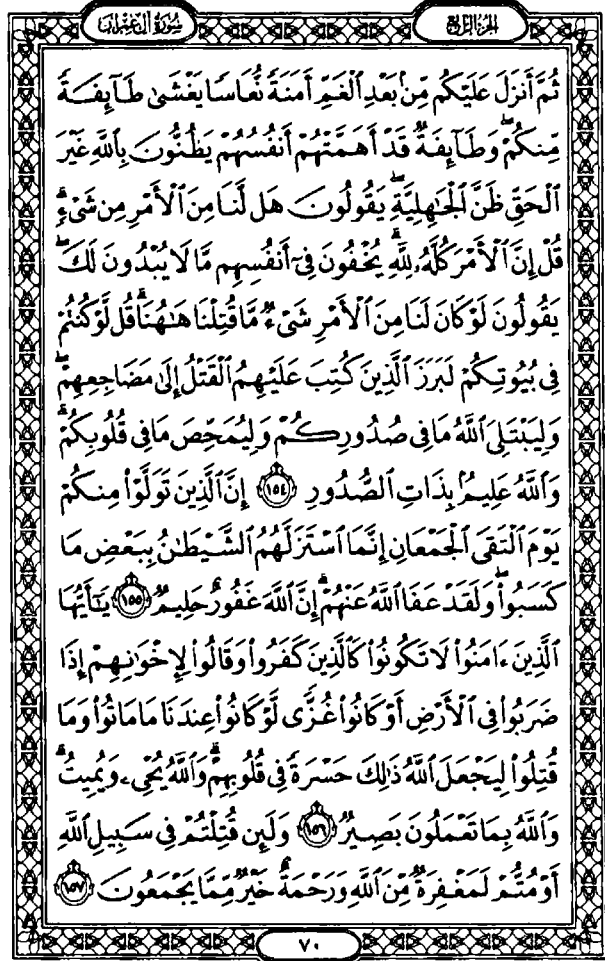 سُورَةُ آلِ عِمْرَانَ
الجُزْءُ الرَّابِعُ
ثُمَّ أَنزَلَ عَلَيْكُم مِّنۢ بَعْدِ ٱلْغَمِّ أَمَنَةً نُّعَاسًا يَغْشَىٰ طَآئِفَةً
مِّنكُمْۖ وَطَآئِفَةٌ قَدْ أَهَمَّتْهُمْ أَنفُسُهُمْ يَظُنُّونَ بِٱللَّهِ غَيْرَ
ٱلْحَقِّ ظَنَّ ٱلْجَٰهِلِيَّةِۖ يَقُولُونَ هَل لَّنَا مِنَ ٱلْأَمْرِ مِن شَىْءٍۗ
قُلْ إِنَّ ٱلْأَمْرَ كُلَّهُۥ لِلَّهِۗ يُخْفُونَ فِىٓ أَنفُسِهِم مَّا لَا يُبْدُونَ لَكَۖ
يَقُولُونَ لَوْ كَانَ لَنَا مِنَ ٱلْأَمْرِ شَىْءٌ مَّا قُتِلْنَا هَٰهُنَاۗ قُل لَّوْ كُنتُمْ
فِى بُيُوتِكُمْ لَبَرَزَ ٱلَّذِينَ كُتِبَ عَلَيْهِمُ ٱلْقَتْلُ إِلَىٰ مَضَاجِعِهِمْۖ
وَلِيَبْتَلِىَ ٱللَّهُ مَا فِى صُدُورِكُمْ وَلِيُمَحِّصَ مَا فِى قُلُوبِكُمْۗ
وَٱللَّهُ عَلِيمٌۢ بِذَاتِ ٱلصُّدُورِ ١٥٤ إِنَّ ٱلَّذِينَ تَوَلَّوْا۟ مِنكُمْ
يَوْمَ ٱلْتَقَى ٱلْجَمْعَانِ إِنَّمَا ٱسْتَزَلَّهُمُ ٱلشَّيْطَٰنُ بِبَعْضِ مَا
كَسَبُوا۟ۖ وَلَقَدْ عَفَا ٱللَّهُ عَنْهُمْۗ إِنَّ ٱللَّهَ غَفُورٌ حَلِيمٌ ١٥٥ يَٰٓأَيُّهَا
ٱلَّذِينَ ءَامَنُوا۟ لَا تَكُونُوا۟ كَٱلَّذِينَ كَفَرُوا۟ وَقَالُوا۟ لِإِخْوَٰنِهِمْ إِذَا
ضَرَبُوا۟ فِى ٱلْأَرْضِ أَوْ كَانُوا۟ غُزًّى لَّوْ كَانُوا۟ عِندَنَا مَا مَاتُوا۟ وَمَا
قُتِلُوا۟ لِيَجْعَلَ ٱللَّهُ ذَٰلِكَ حَسْرَةً فِى قُلُوبِهِمْۗ وَٱللَّهُ يُحْىِۦ وَيُمِيتُۗ
وَٱللَّهُ بِمَا تَعْمَلُونَ بَصِيرٌ ١٥٦ وَلَئِن قُتِلْتُمْ فِى سَبِيلِ ٱللَّهِ
أَوْ مُتُّمْ لَمَغْفِرَةٌ مِّنَ ٱللَّهِ وَرَحْمَةٌ خَيْرٌ مِّمَّا يَجْمَعُونَ ١٥٧
٧٠